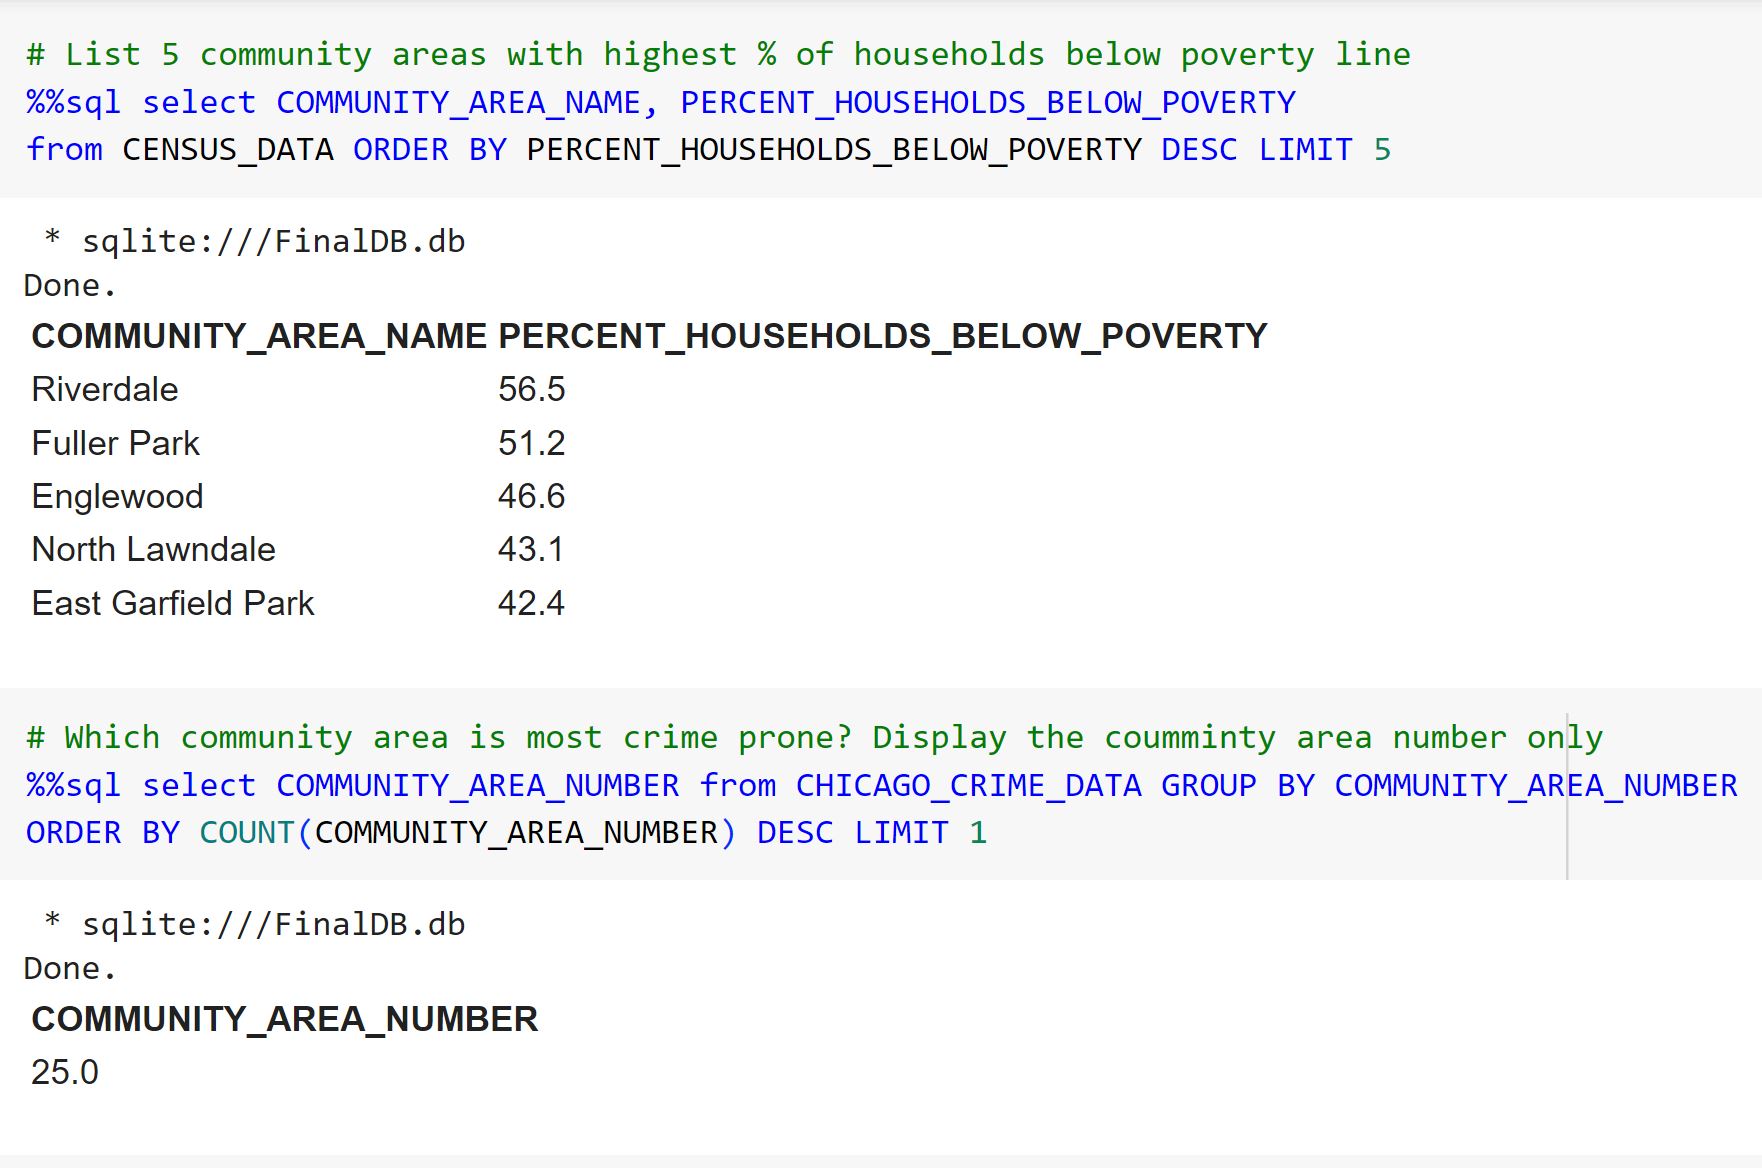 # List 5 community areas with highest % of households below poverty line
%%sql select COMMUNITY_AREA_NAME, PERCENT_HOUSEHOLDS_BELOW_POVERTY
from CENSUS_DATA ORDER BY PERCENT_HOUSEHOLDS_BELOW_POVERTY DESC LIMIT 5
* sqlite:///FinalDB.db
Done.
COMMUNITY_AREA_NAME PERCENT_HOUSEHOLDS_BELOW_POVERTY
Riverdale 56.5
Fuller Park 51.2
Englewood 46.6
North Lawndale 43.1
East Garfield Park 42.4
# Which community area is most crime prone? Display the coumminty area number only
%%sql select COMMUNITY_AREA_NUMBER from CHICAGO_CRIME_DATA GROUP BY COMMUNITY_AREA_NUMBER
ORDER BY COUNT(COMMUNITY_AREA_NUMBER) DESC LIMIT 1
* sqlite:///FinalDB.db
Done.
COMMUNITY_AREA_NUMBER
25.0